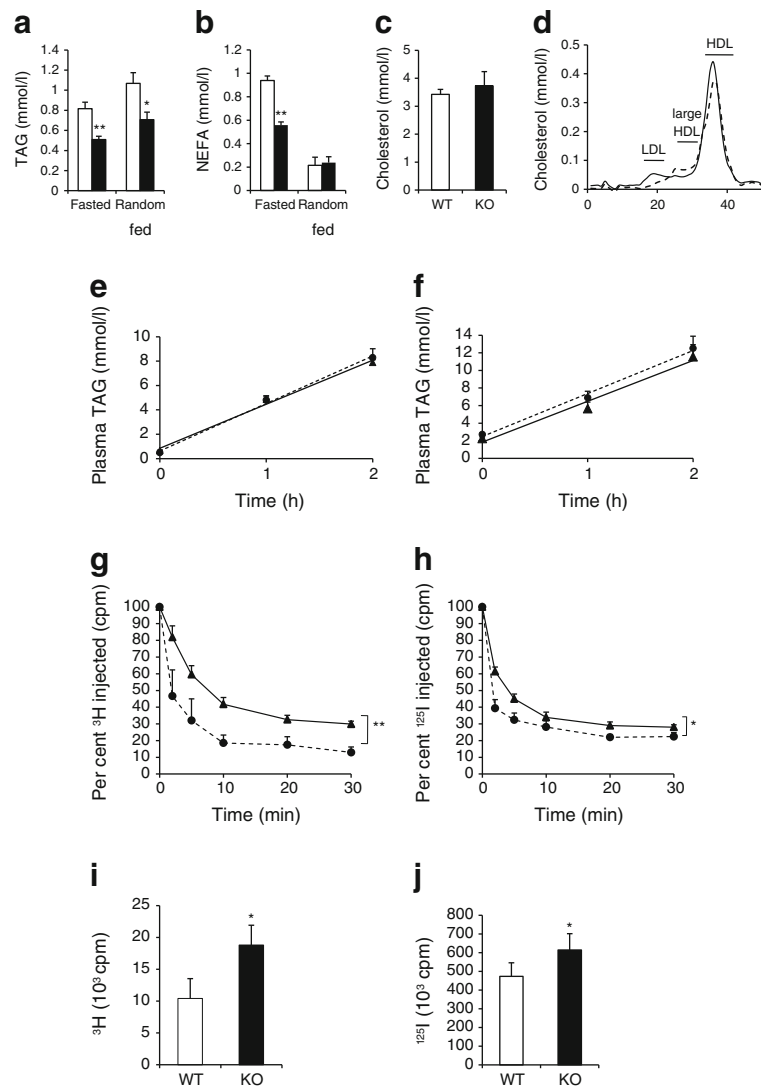 a
TAG (mmol/l)
1.4
1.2
1
0.8
0.6
0.4
0.2
0
**
*
Fasted Random
fed
b
NEFA (mmol/l)
1.4
1.2
1
0.8
0.6
0.4
0.2
0
**
Fasted Random
fed
c
Cholesterol (mmol/l)
5
4
3
2
1
0
WT KO
d
Cholesterol (mmol/l)
0.5
0.4
0.3
0.2
0.1
0
HDL
large
HDL
LDL
0 20 40
e
Plasma TAG (mmol/l)
10
8
6
4
2
0
0 1 2
Time (h)
f
Plasma TAG (mmol/l)
14
12
10
8
6
4
2
0
0 1 2
Time (h)
g
Per cent ³H injected (cpm)
100
90
80
70
60
50
40
30
20
10
0
**
0 10 20 30
Time (min)
h
Per cent ¹²⁵I injected (cpm)
100
90
80
70
60
50
40
30
20
10
0
*
0 10 20 30
Time (min)
i
³H (10³ cpm)
25
20
15
10
5
0
*
WT KO
j
¹²⁵I (10³ cpm)
800
700
600
500
400
300
200
100
0
*
WT KO